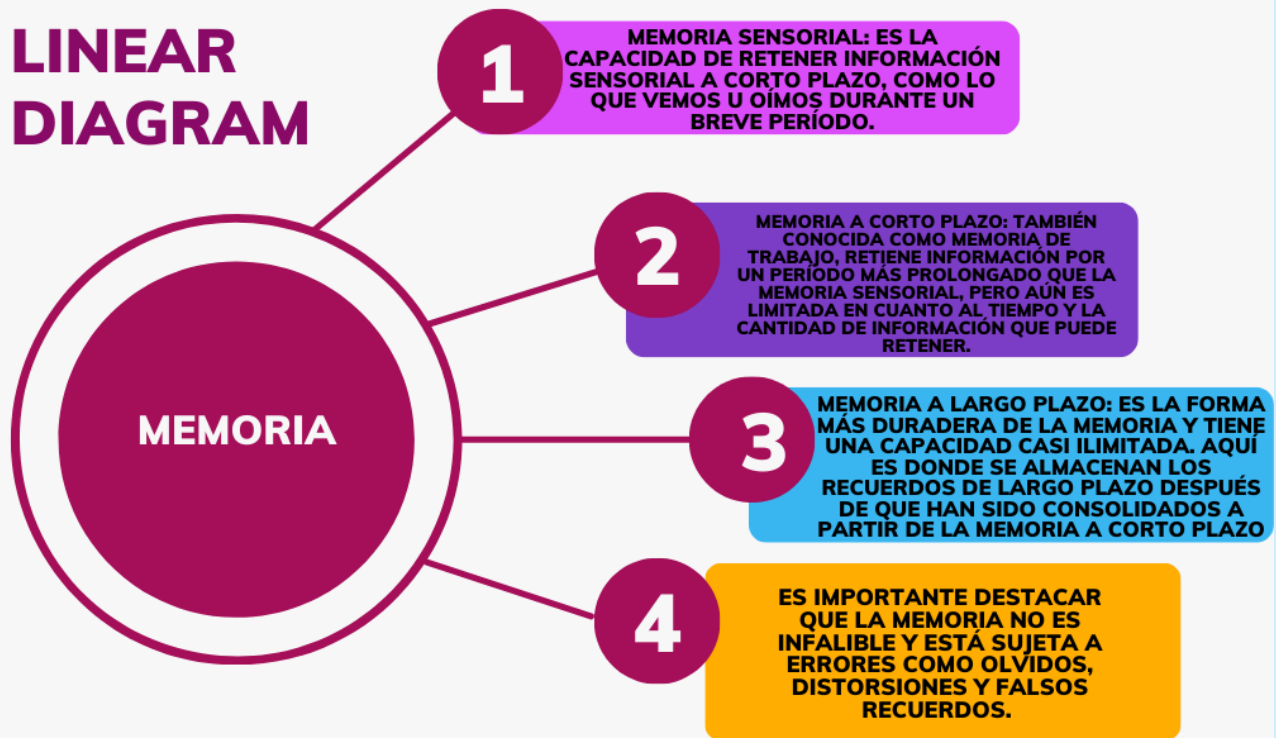 LINEAR
DIAGRAM
MEMORIA
1
MEMORIA SENSORIAL: ES LA
CAPACIDAD DE RETENER INFORMACIÓN
SENSORIAL A CORTO PLAZO, COMO LO
QUE VEMOS U OÍMOS DURANTE UN
BREVE PERÍODO.
2
MEMORIA A CORTO PLAZO: TAMBIÉN
CONOCIDA COMO MEMORIA DE
TRABAJO, RETIENE INFORMACIÓN POR
UN PERÍODO MÁS PROLONGADO QUE LA
MEMORIA SENSORIAL, PERO AÚN ES
LIMITADA EN CUANTO AL TIEMPO Y LA
CANTIDAD DE INFORMACIÓN QUE PUEDE
RETENER.
3
MEMORIA A LARGO PLAZO: ES LA FORMA
MÁS DURADERA DE LA MEMORIA Y TIENE
UNA CAPACIDAD CASI ILIMITADA. AQUÍ
ES DONDE SE ALMACENAN LOS
RECUERDOS DE LARGO PLAZO DESPUÉS
DE QUE HAN SIDO CONSOLIDADOS A
PARTIR DE LA MEMORIA A CORTO PLAZO
4
ES IMPORTANTE DESTACAR
QUE LA MEMORIA NO ES
INFALIBLE Y ESTÁ SUJETA A
ERRORES COMO OLVIDOS,
DISTORSIONES Y FALSOS
RECUERDOS.